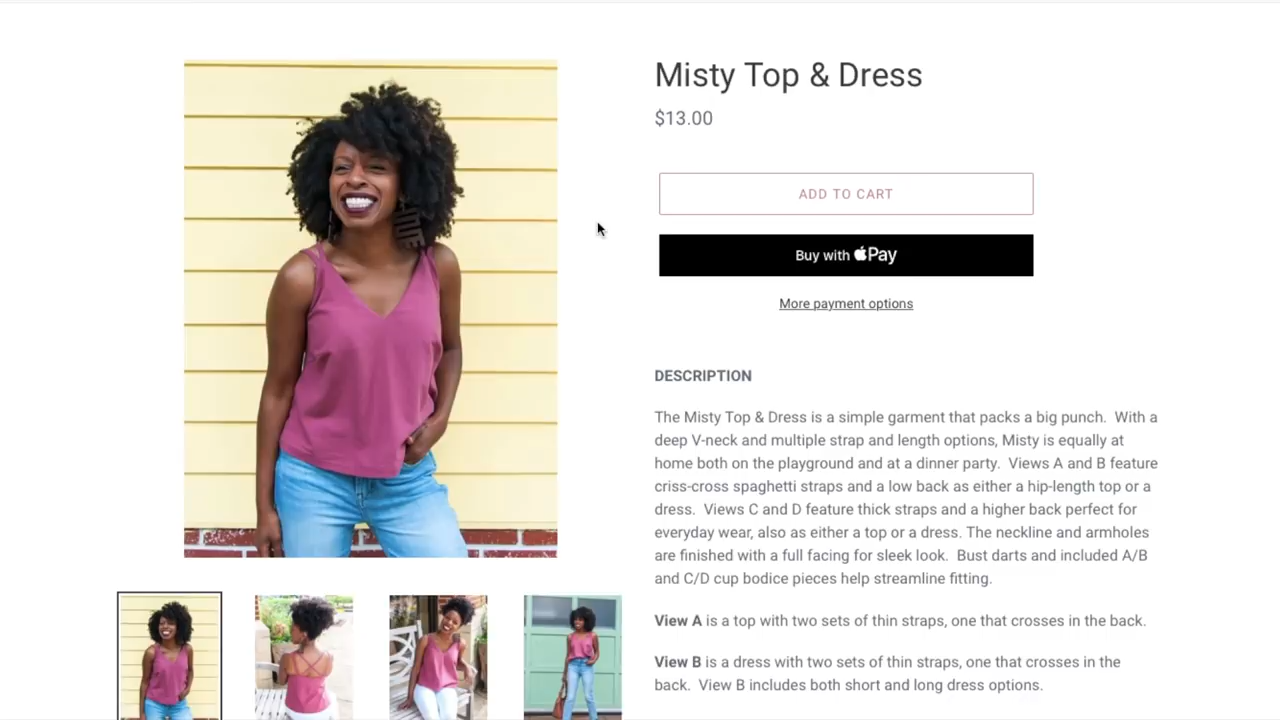 Misty Top & Dress
$13.00
ADD TO CART
Buy with Pay
More payment options
DESCRIPTION
The Misty Top & Dress is a simple garment that packs a big punch. With a
deep V-neck and multiple strap and length options, Misty is equally at
home both on the playground and at a dinner party. Views A and B feature
criss-cross spaghetti straps and a low back as either a hip-length top or a
dress. Views C and D feature thick straps and a higher back perfect for
everyday wear, also as either a top or a dress. The neckline and armholes
are finished with a full facing for sleek look. Bust darts and included A/B
and C/D cup bodice pieces help streamline fitting.
View A is a top with two sets of thin straps, one that crosses in the back.
View B is a dress with two sets of thin straps, one that crosses in the
back. View B includes both short and long dress options.